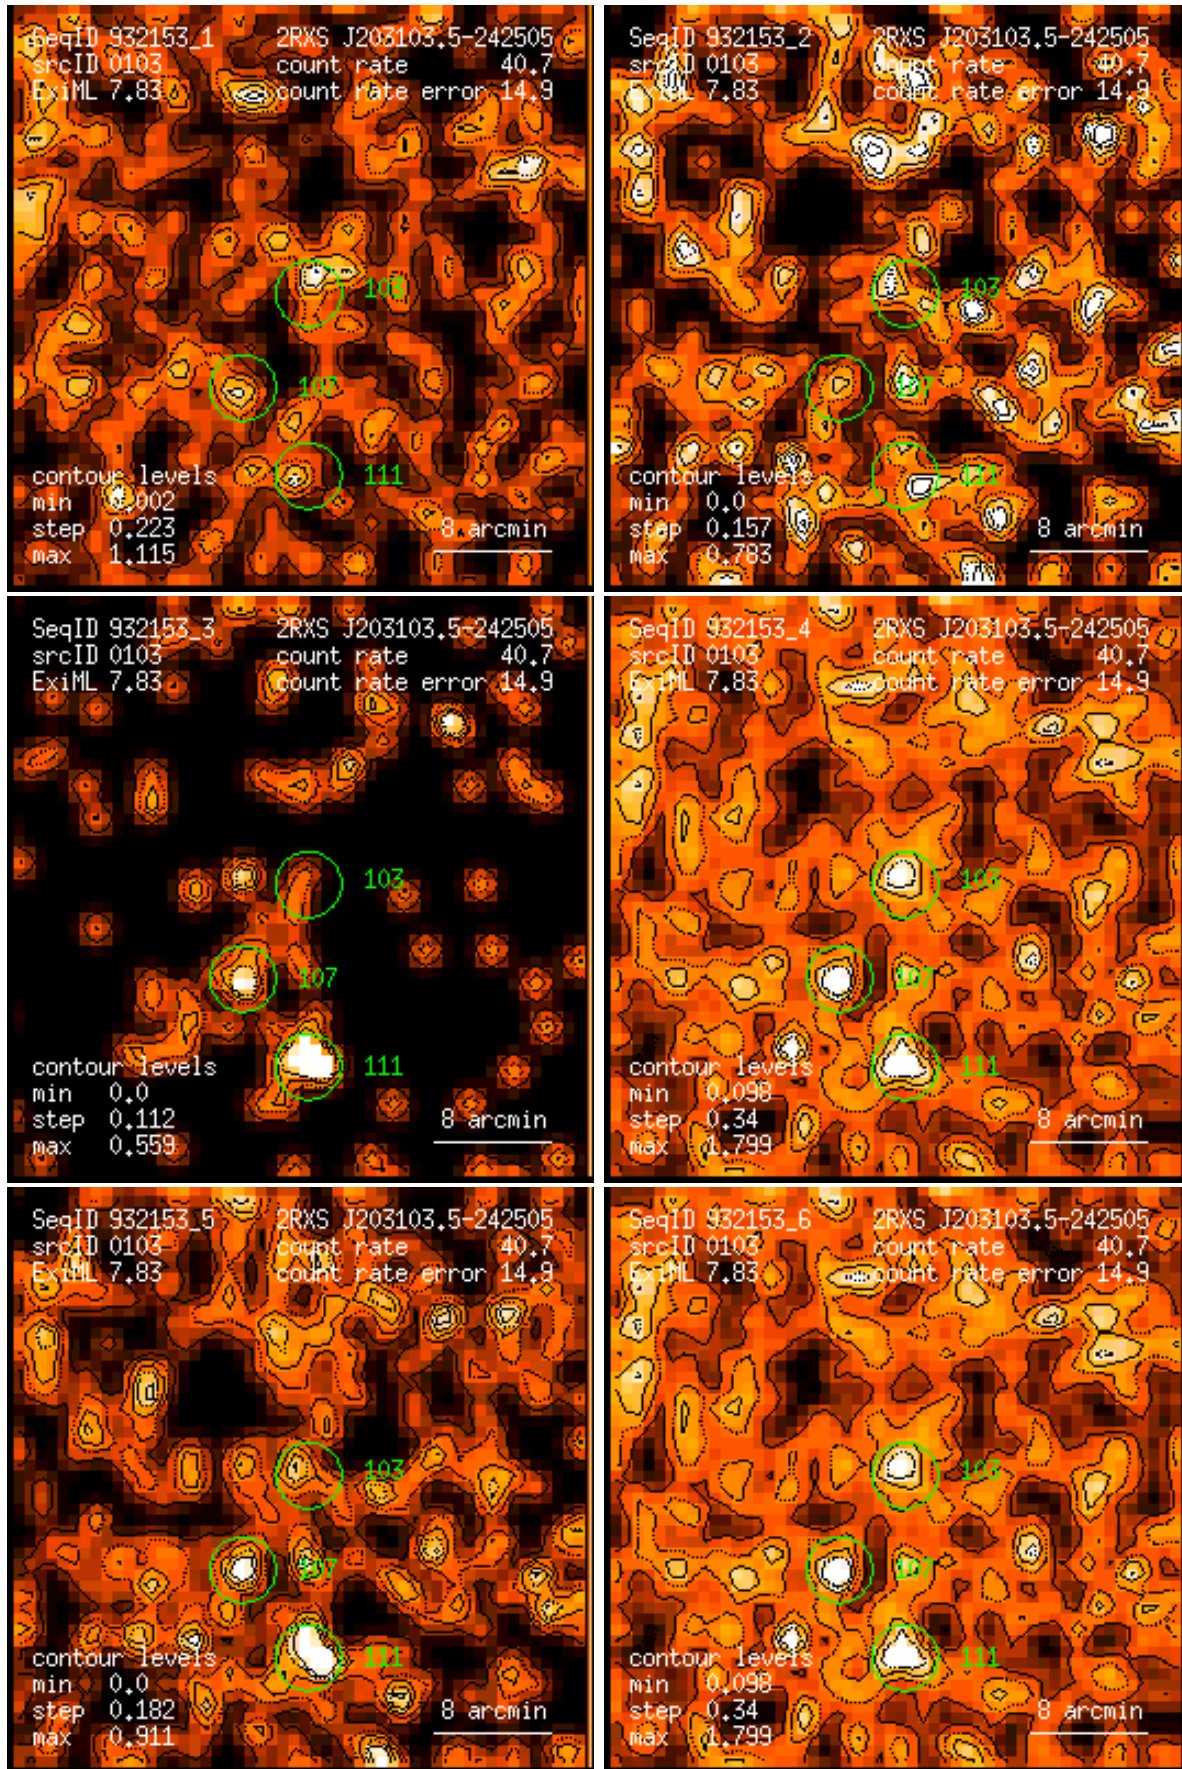 SeqID 932153_1 2RXS J203103.5-242505
srcID 0103 count rate 40.7
ExiML 7.83 count rate error 14.9
103
107
111
contour levels
min 0.002
step 0.223 8 arcmin
max 1.115
SeqID 932153_2 2RXS J203103.5-242505
srcID 0103 count rate 40.7
ExiML 7.83 count rate error 14.9
103
107
111
contour levels
min 0.0
step 0.157 8 arcmin
max 0.783
SeqID 932153_3 2RXS J203103.5-242505
srcID 0103 count rate 40.7
ExiML 7.83 count rate error 14.9
103
107
111
contour levels
min 0.0
step 0.112 8 arcmin
max 0.559
SeqID 932153_4 2RXS J203103.5-242505
srcID 0103 count rate 40.7
ExiML 7.83 count rate error 14.9
103
107
111
contour levels
min 0.098
step 0.34 8 arcmin
max 1.799
SeqID 932153_5 2RXS J203103.5-242505
srcID 0103 count rate 40.7
ExiML 7.83 count rate error 14.9
103
107
111
contour levels
min 0.0
step 0.182 8 arcmin
max 0.911
SeqID 932153_6 2RXS J203103.5-242505
srcID 0103 count rate 40.7
ExiML 7.83 count rate error 14.9
103
107
111
contour levels
min 0.098
step 0.34 8 arcmin
max 1.799